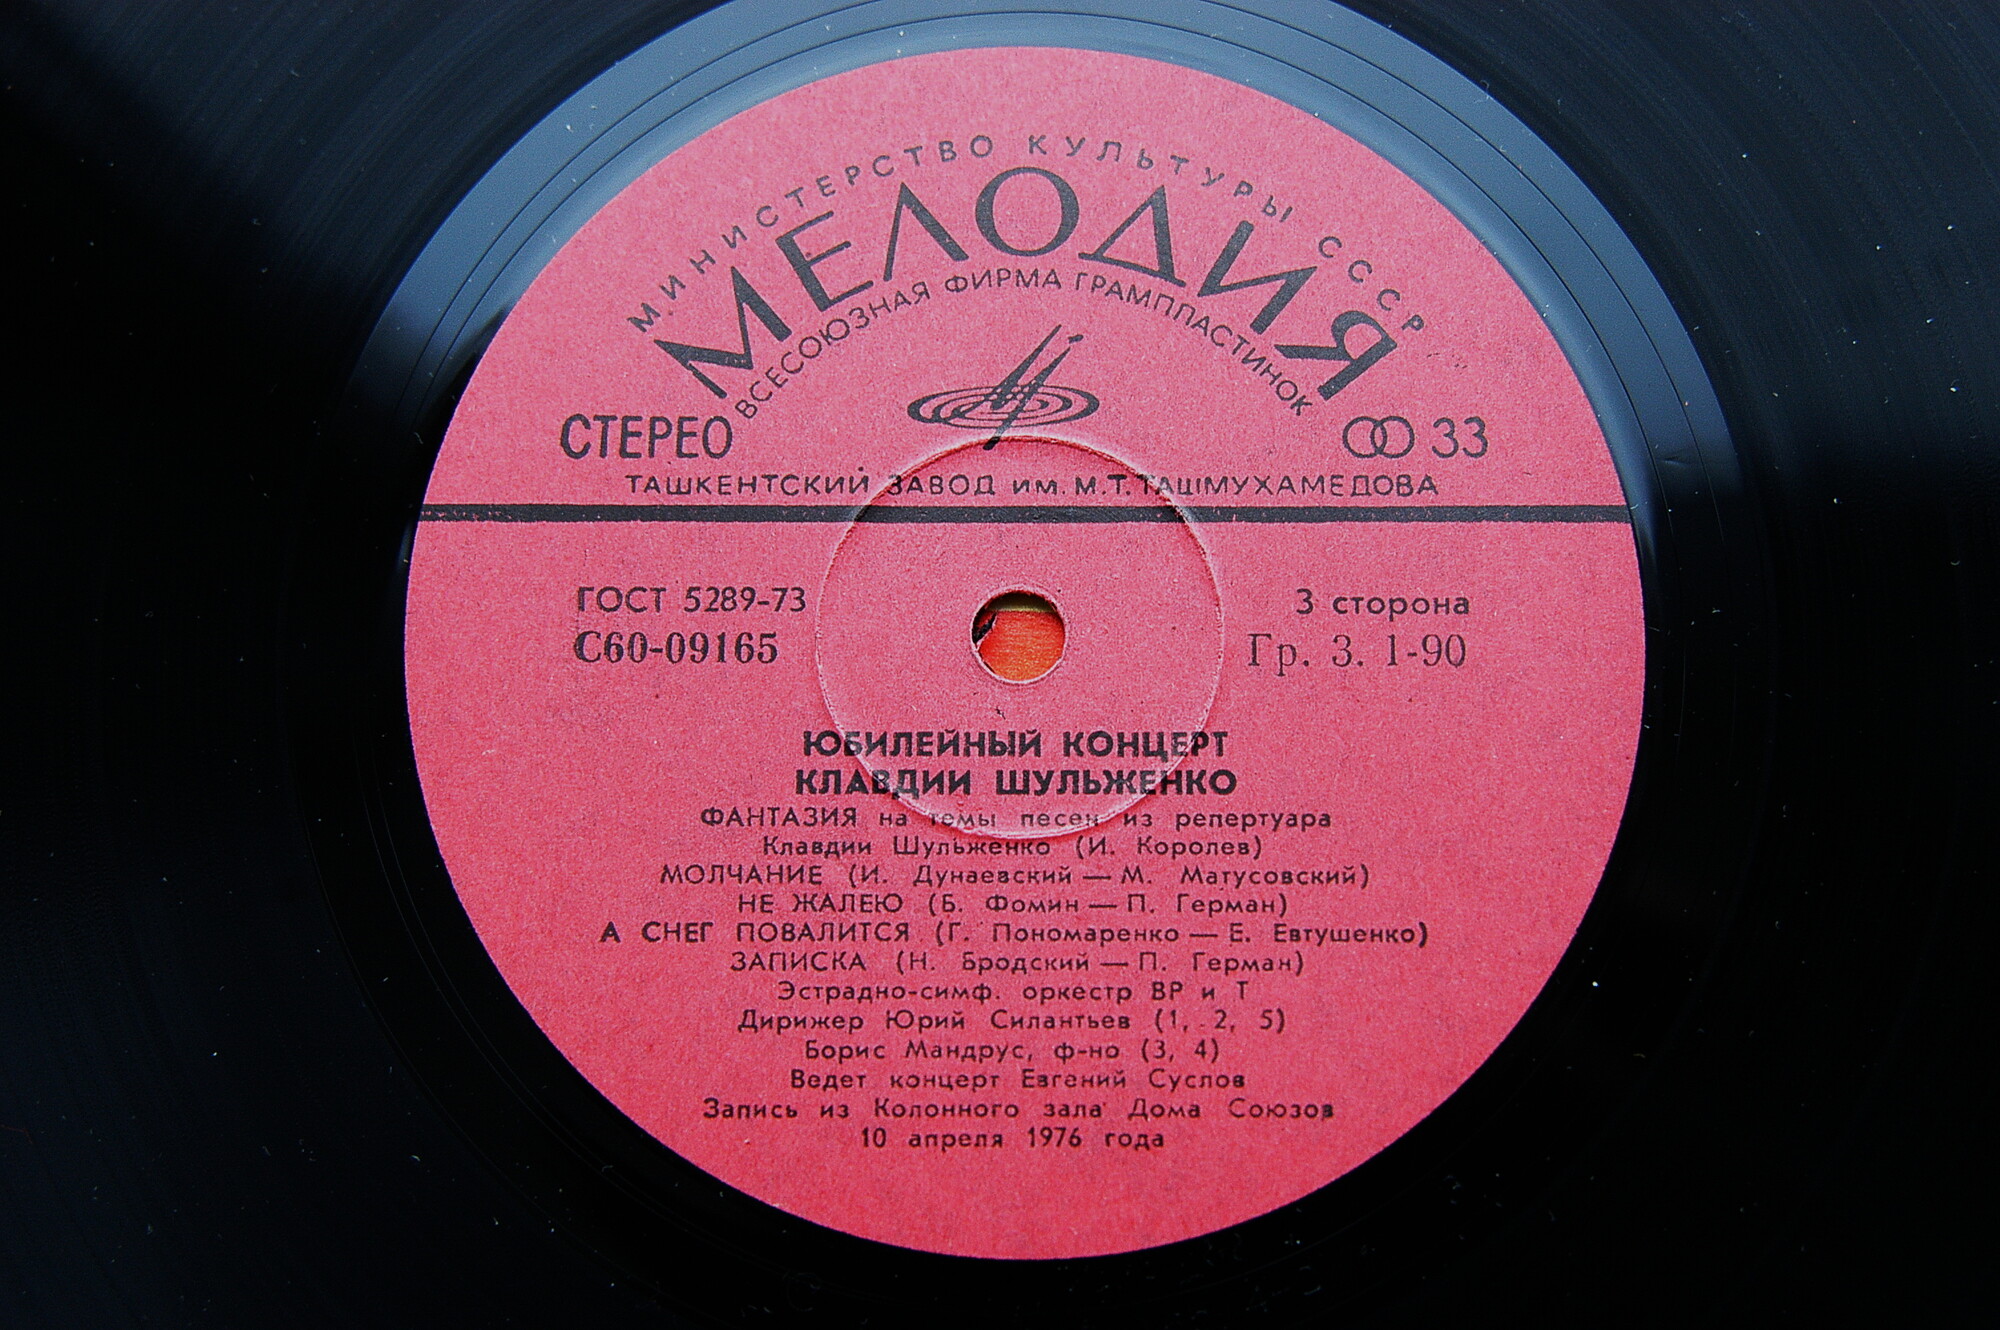 МИНИСТЕРСТВО КУЛЬТУРЫ СССР
МЕЛОДИЯ
ВСЕСОЮЗНАЯ ФИРМА ГРАМПЛАСТИНОК
СТЕРЕО 33
ТАШКЕНТСКИЙ ЗАВОД им. М.Т. ТАШМУХАМЕДОВА
ГОСТ 5289-73 3 сторона
С60-09165 Гр. 3. 1-90
ЮБИЛЕЙНЫЙ КОНЦЕРТ
КЛАВДИИ ШУЛЬЖЕНКО
ФАНТАЗИЯ на темы песен из репертуара
Клавдии Шульженко (И. Королев)
МОЛЧАНИЕ (И. Дунаевский — М. Матусовский)
НЕ ЖАЛЕЮ (Б. Фомин — П. Герман)
А СНЕГ ПОВАЛИТСЯ (Г. Пономаренко — Е. Евтушенко)
ЗАПИСКА (Н. Бродский — П. Герман)
Эстрадно-симф. оркестр ВР и Т
Дирижер Юрий Силантьев (1, 2, 5)
Борис Мандрус, ф-но (3, 4)
Ведет концерт Евгений Суслов
Запись из Колонного зала Дома Союзов
10 апреля 1976 года